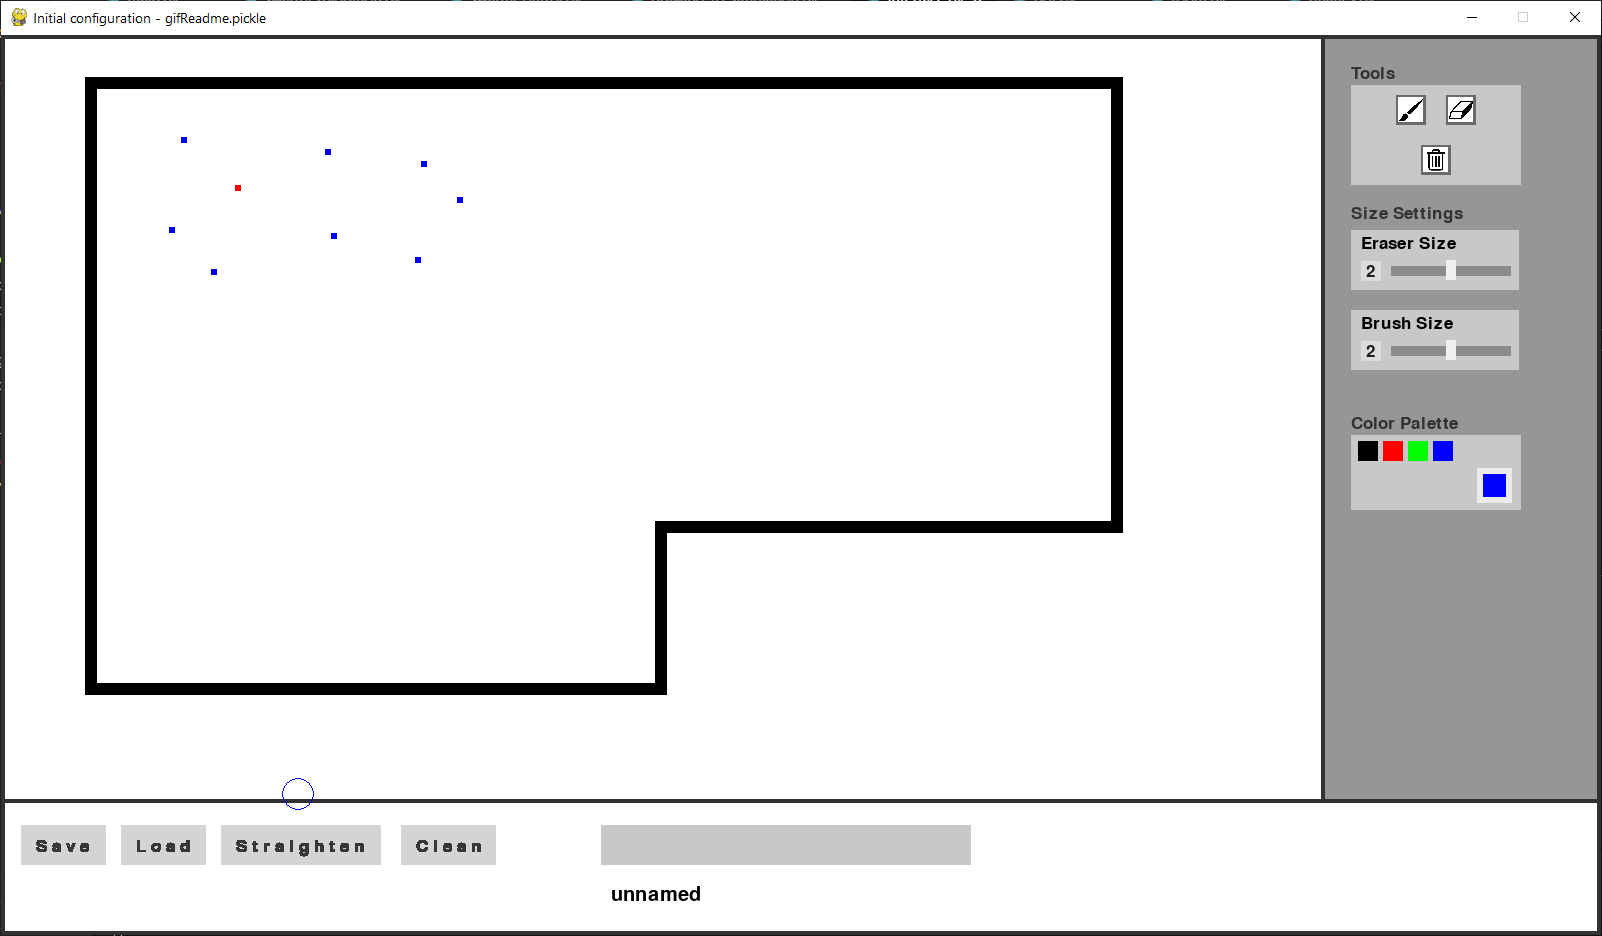 Initial configuration - gifReadme.pickle
Tools
Size Settings
Eraser Size
2
Brush Size
2
Color Palette
Save Load Straighten Clean
unnamed